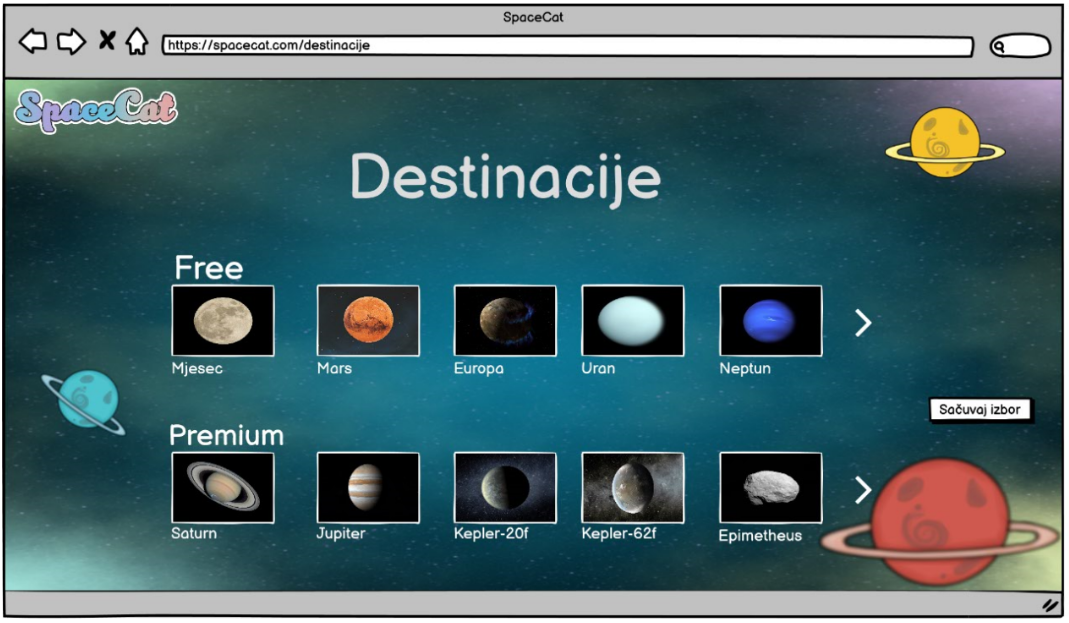 SpaceCat
https://spacecat.com/destinacije
SpaceCat
Destinacije
Free
Mjesec
Mars
Europa
Uran
Neptun
Sačuvaj izbor
Premium
Saturn
Jupiter
Kepler-20f
Kepler-62f
Epimetheus